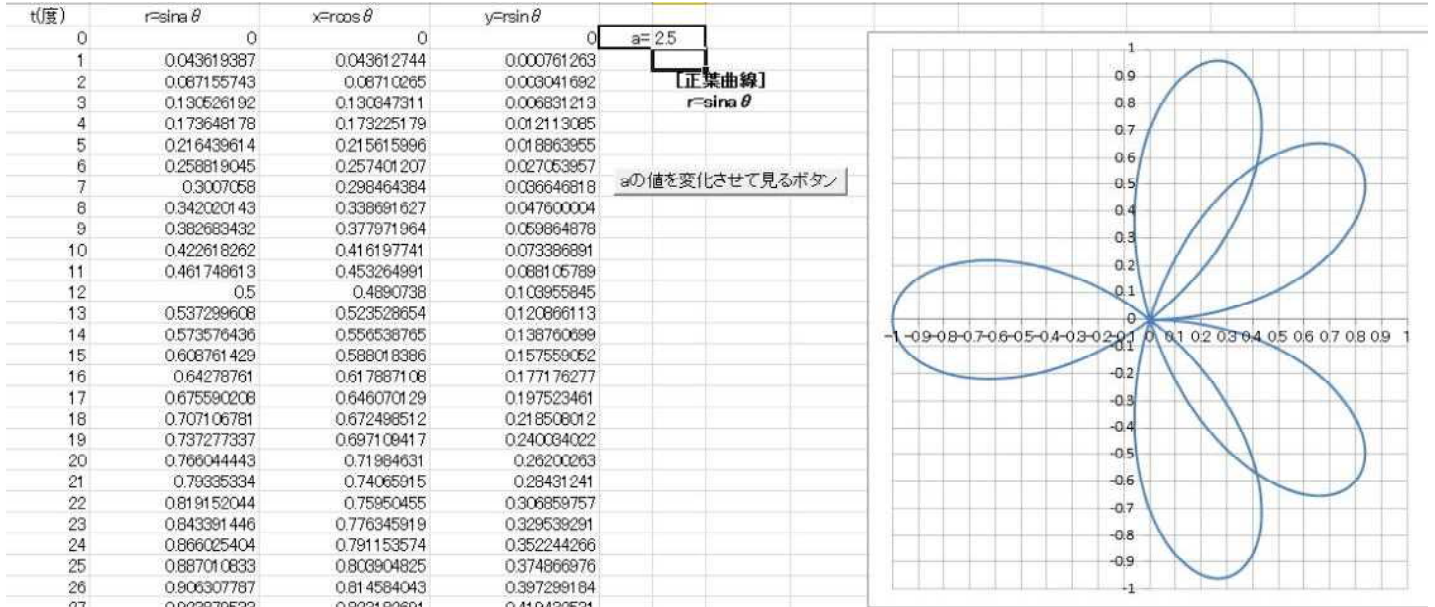 t(度) r=sina θ x=rcos θ y=rsin θ
0 0 0 0 a= 2.5
1 0.043619387 0.043612744 0.000761263
2 0.087155743 0.08710265 0.003041692 [正葉曲線]
3 0.130526192 0.130347311 0.006831213 r=sina θ
4 0.173648178 0.173225179 0.012113085
5 0.216439614 0.215615996 0.018863955
6 0.258819045 0.257401207 0.027053957
7 0.3007058 0.298464384 0.036646818 aの値を変化させて見るボタン
8 0.342020143 0.338691627 0.047600004
9 0.382683432 0.377971964 0.059864878
10 0.422618262 0.416197741 0.073386891
11 0.461748613 0.453264991 0.088105789
12 0.5 0.4890738 0.103955845
13 0.537299608 0.523528654 0.120866113
14 0.573576436 0.556538765 0.138760699
15 0.608761429 0.588018386 0.157559052
16 0.64278761 0.617887108 0.177176277
17 0.675590208 0.646070129 0.197523461
18 0.707106781 0.672498512 0.218508012
19 0.737277337 0.697109417 0.240034022
20 0.766044443 0.71984631 0.26200263
21 0.79335334 0.74065915 0.28431241
22 0.819152044 0.75950455 0.306859757
23 0.843391446 0.776345919 0.329539291
24 0.866025404 0.791153574 0.352244266
25 0.887010833 0.803904825 0.374866976
26 0.906307787 0.814584043 0.397299184
1
0.9
0.8
0.7
0.6
0.5
0.4
0.3
0.2
0.1
0
-1 -0.9 -0.8 -0.7 -0.6 -0.5 -0.4 -0.3 -0.2 -0.1 0 0.1 0.2 0.3 0.4 0.5 0.6 0.7 0.8 0.9 1
-0.2
-0.3
-0.4
-0.5
-0.6
-0.7
-0.8
-0.9
-1